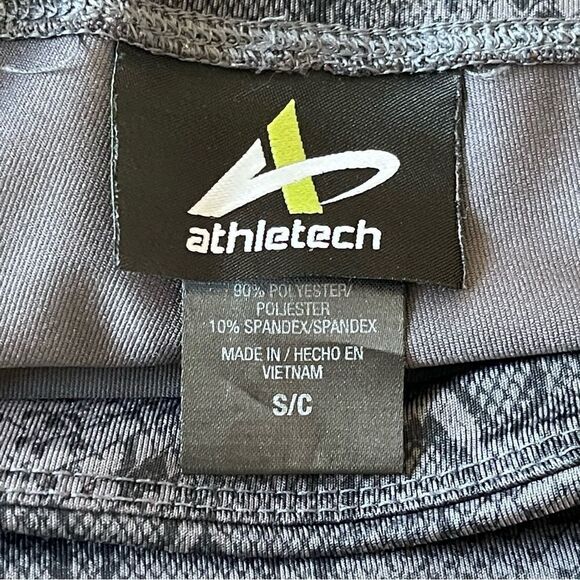 athletech
90% POLYESTER/
POLIESTER
10% SPANDEX/SPANDEX
MADE IN / HECHO EN
VIETNAM
S/C